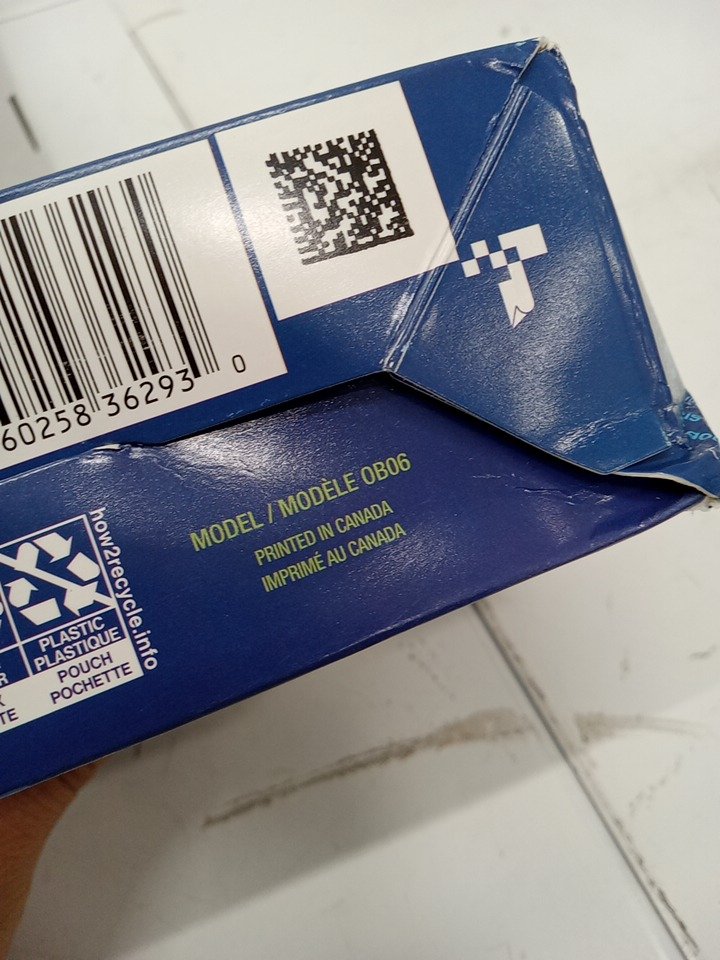 60258 36293 0
MODEL / MODÈLE OB06
PRINTED IN CANADA
IMPRIMÉ AU CANADA
how2recycle.info
PLASTIC
PLASTIQUE
POUCH
POCHETTE